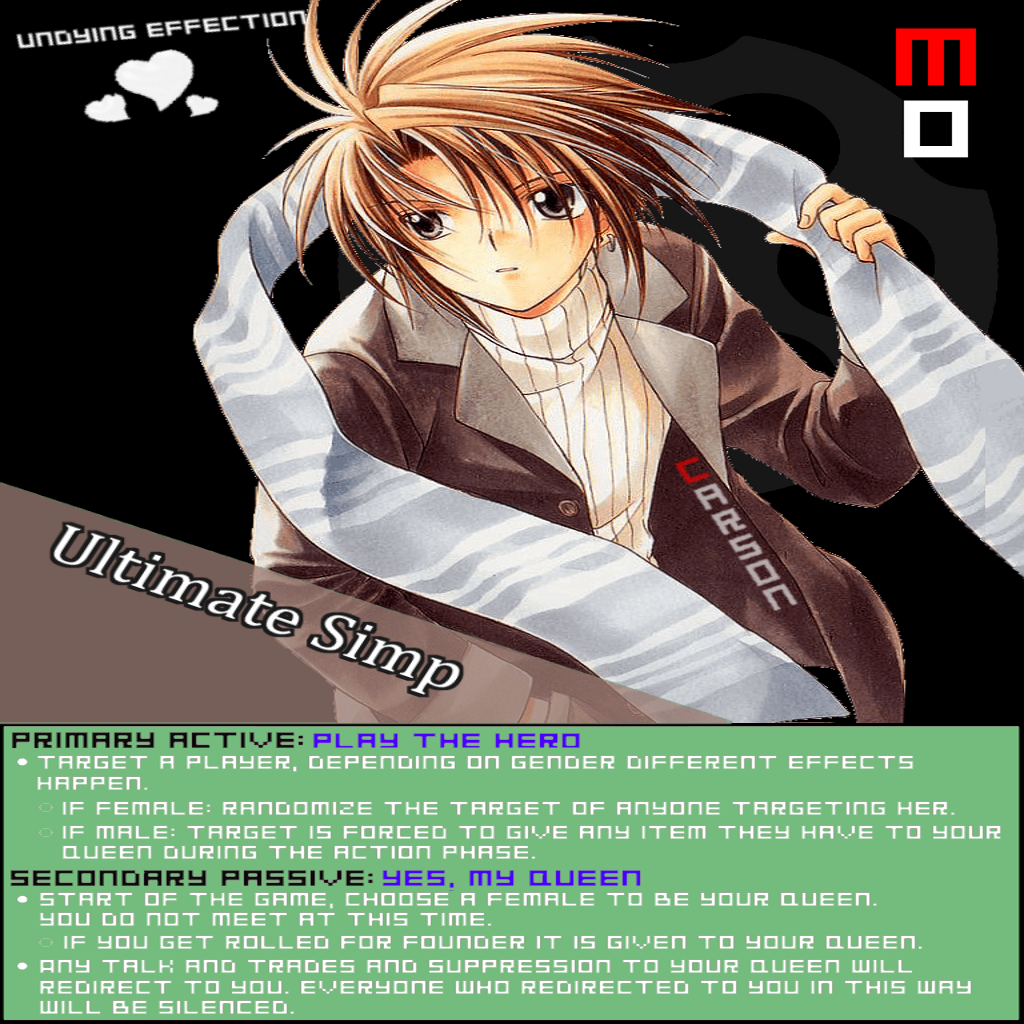 UNDYING EFFECTION
M
O
CARSOC
Ultimate Simp
PRIMARY ACTIVE: PLAY THE HERO
• TARGET A PLAYER, DEPENDING ON GENDER DIFFERENT EFFECTS
HAPPEN.
○ IF FEMALE: RANDOMIZE THE TARGET OF ANYONE TARGETING HER.
○ IF MALE: TARGET IS FORCED TO GIVE ANY ITEM THEY HAVE TO YOUR
QUEEN DURING THE ACTION PHASE.
SECONDARY PASSIVE: YES, MY QUEEN
• START OF THE GAME, CHOOSE A FEMALE TO BE YOUR QUEEN.
YOU DO NOT MEET AT THIS TIME.
○ IF YOU GET ROLLED FOR FOUNDER IT IS GIVEN TO YOUR QUEEN.
• ANY TALK AND TRADES AND SUPPRESSION TO YOUR QUEEN WILL
REDIRECT TO YOU. EVERYONE WHO REDIRECTED TO YOU IN THIS WAY
WILL BE SILENCED.